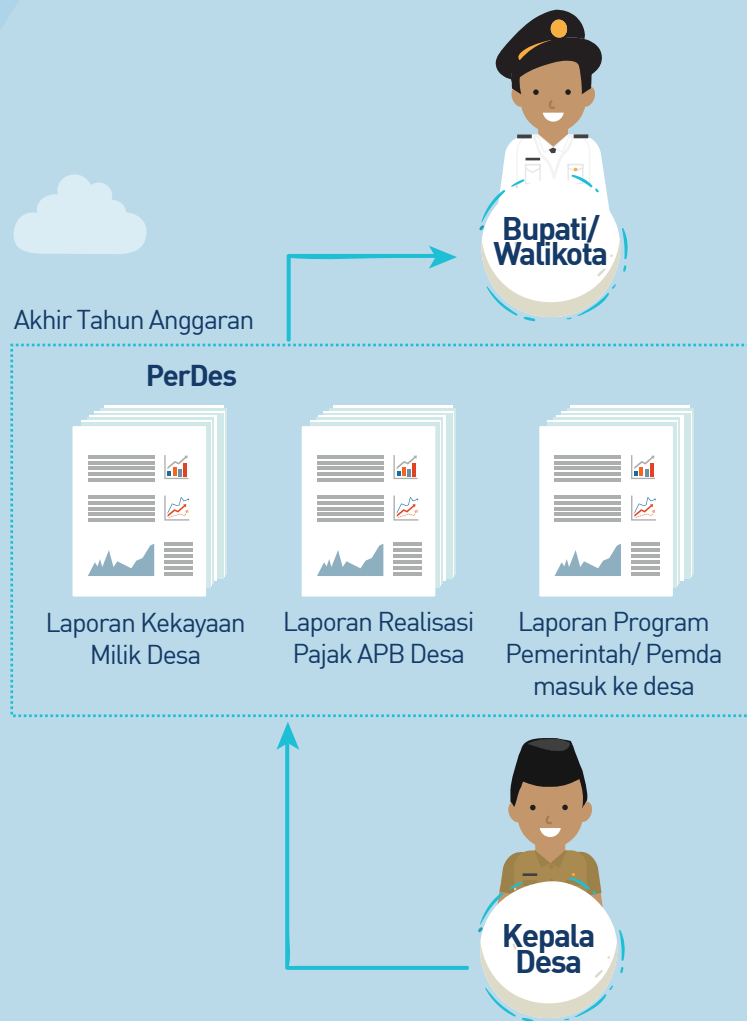 Bupati/
Walikota
Akhir Tahun Anggaran
PerDes
Laporan Kekayaan
Milik Desa
Laporan Realisasi
Pajak APB Desa
Laporan Program
Pemerintah/ Pemda
masuk ke desa
Kepala
Desa